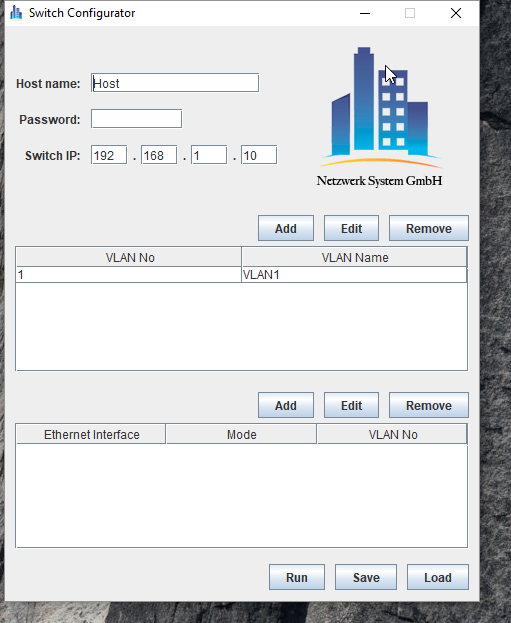 Switch Configurator
Host name: Host
Password:
Switch IP: 192 . 168 . 1 . 10
Netzwerk System GmbH
Add Edit Remove
VLAN No VLAN Name
1 VLAN1
Add Edit Remove
Ethernet Interface Mode VLAN No
Run Save Load